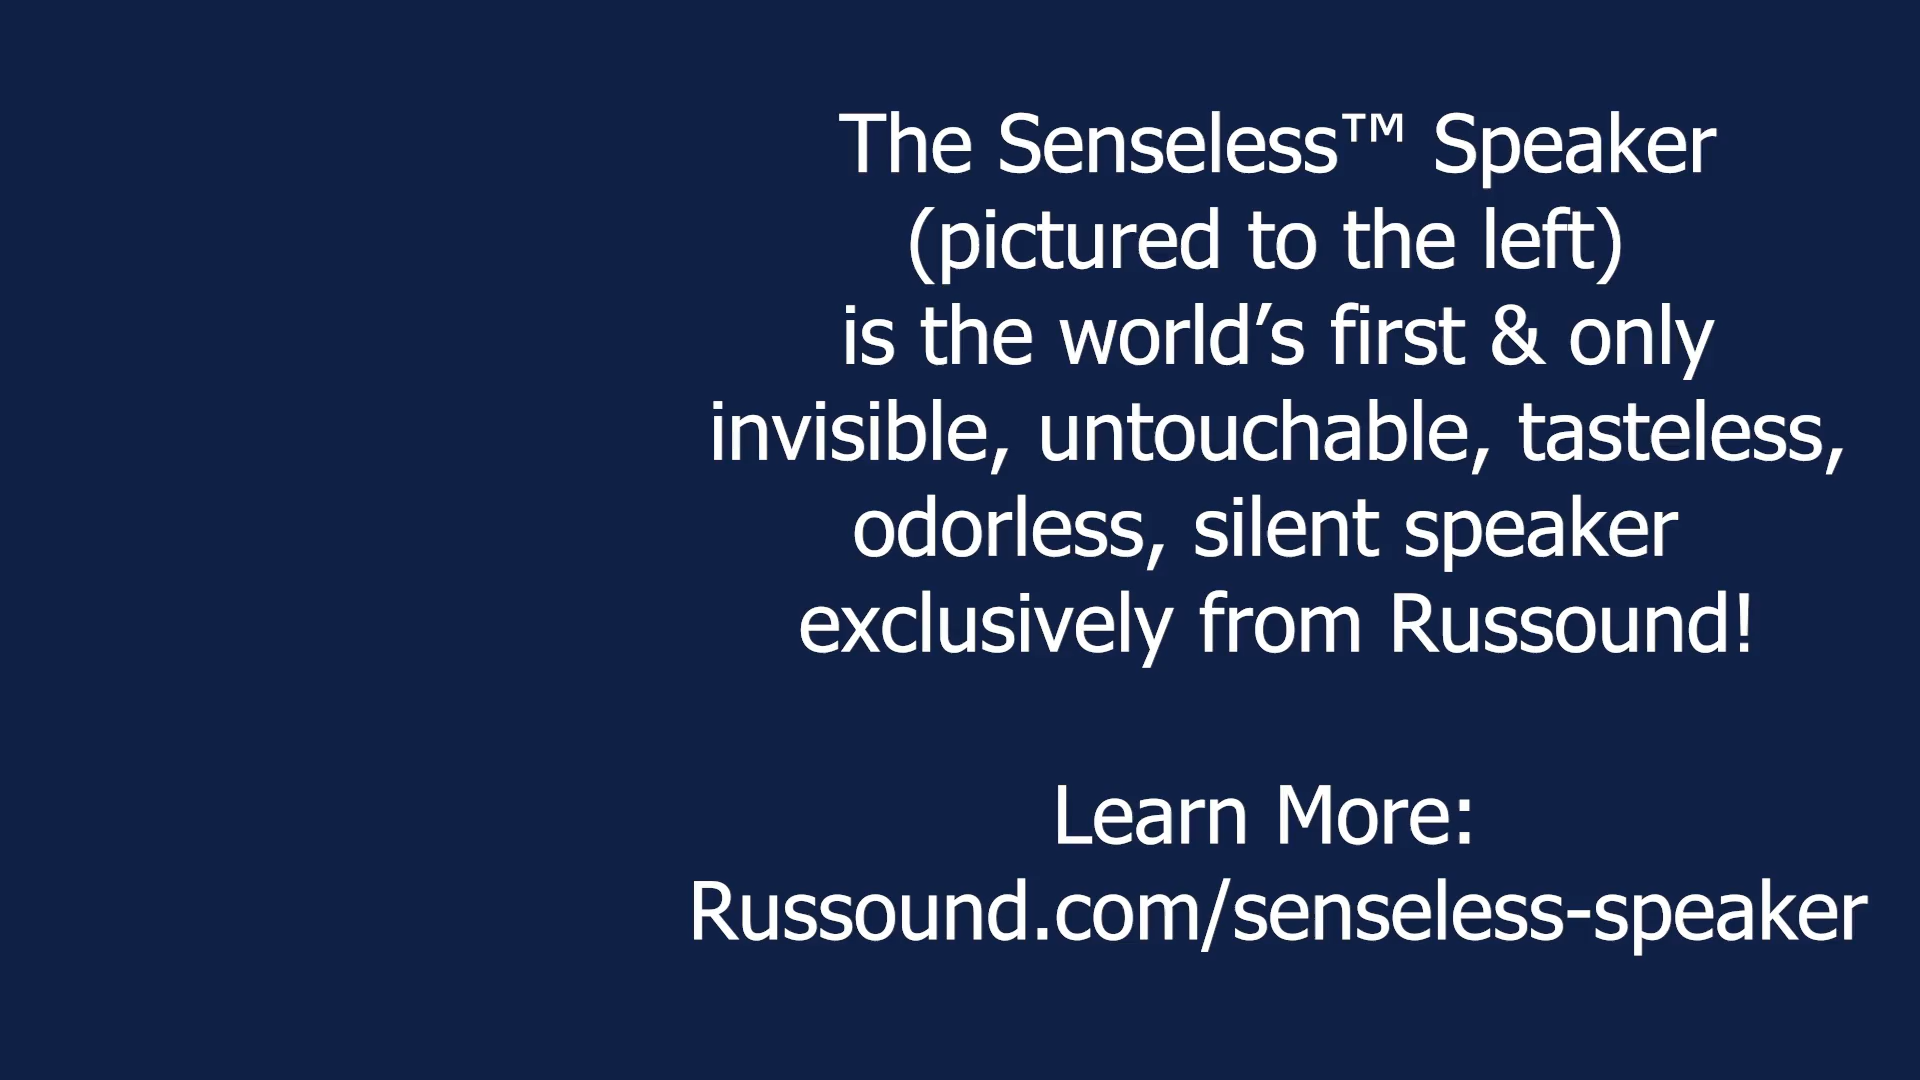 The Senseless™ Speaker
(pictured to the left)
is the world’s first & only
invisible, untouchable, tasteless,
odorless, silent speaker
exclusively from Russound!
Learn More:
Russound.com/senseless-speaker